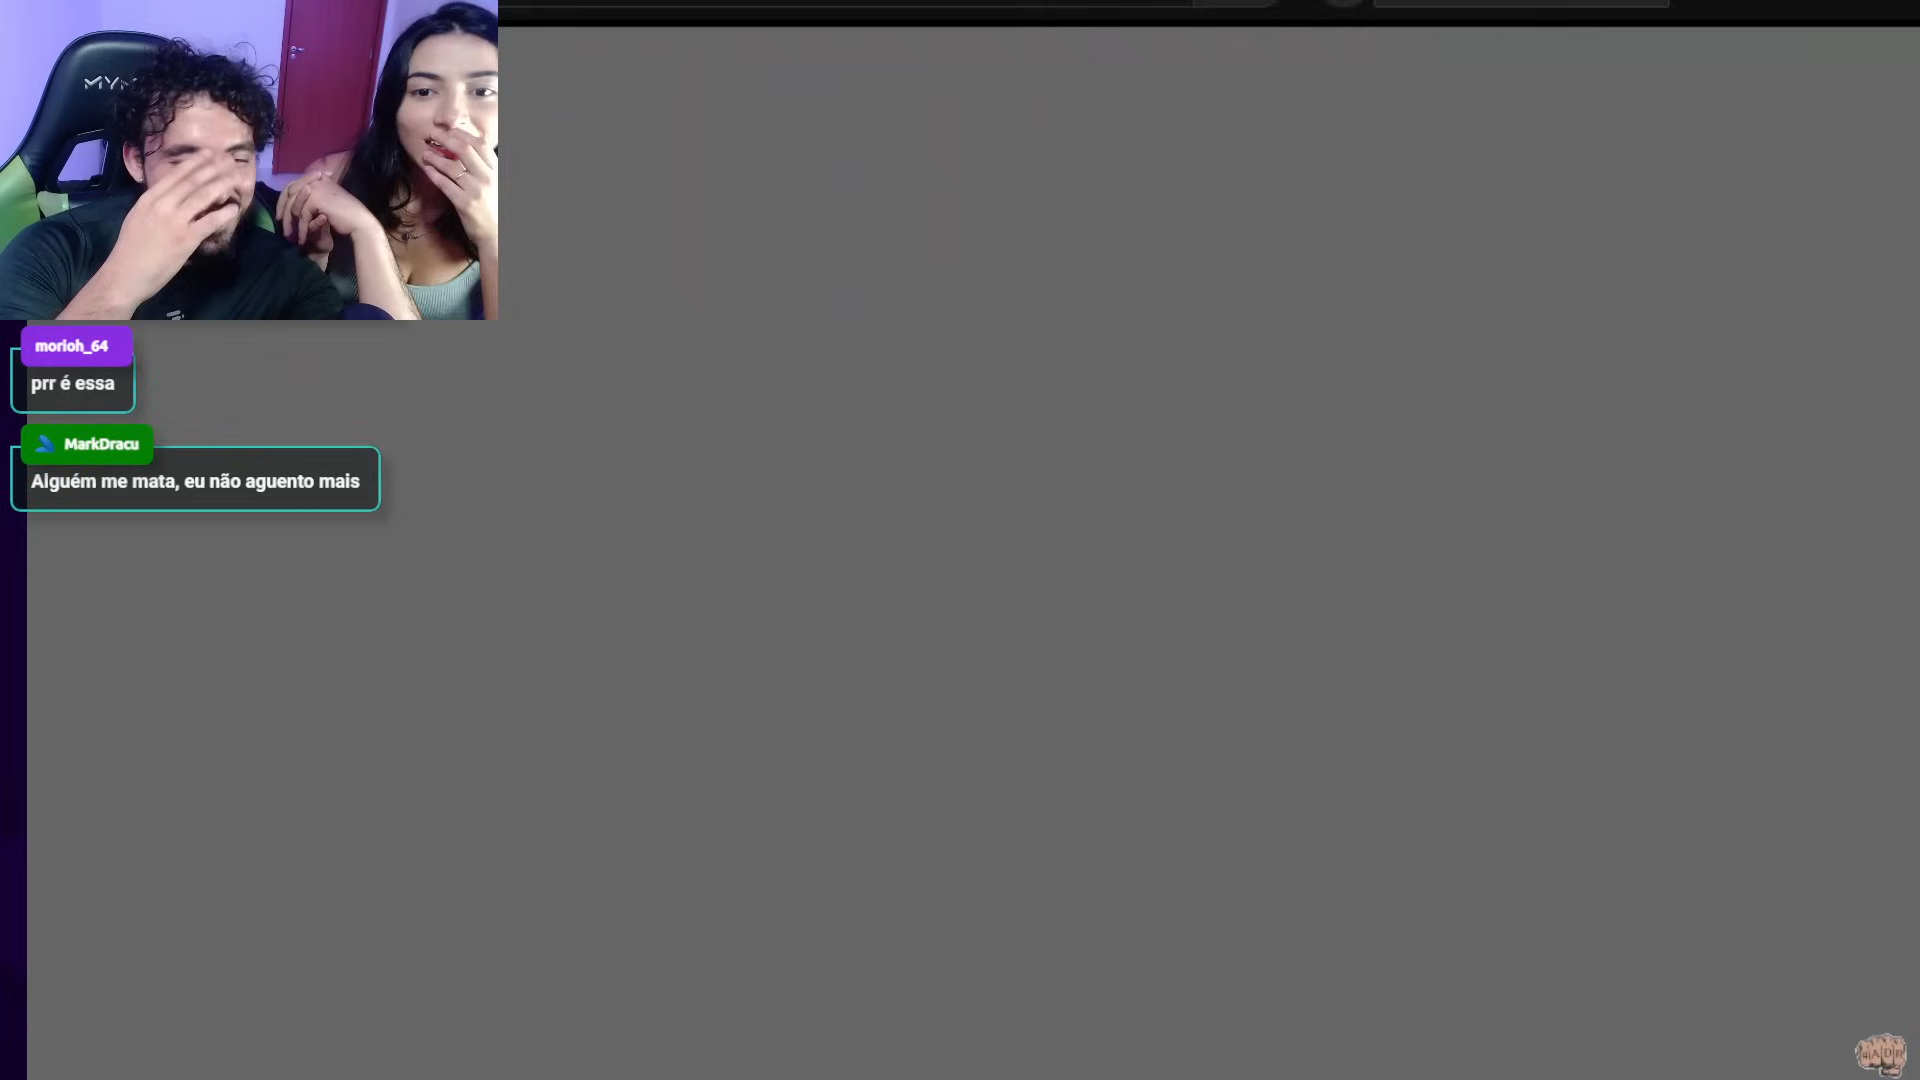 morioh_64
prr é essa
MarkDracu
Alguém me mata, eu não aguento mais